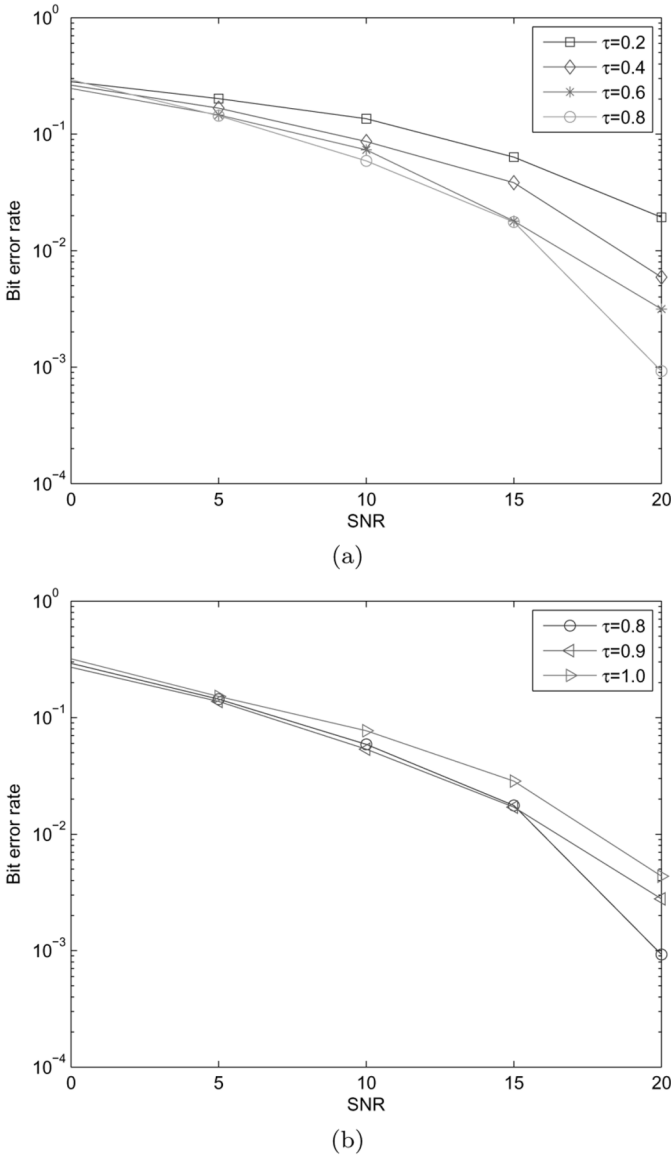 10^0
10^-1
10^-2
10^-3
10^-4
Bit error rate
τ=0.2
τ=0.4
τ=0.6
τ=0.8
0 5 10 15 20
SNR
(a)
10^0
10^-1
10^-2
10^-3
10^-4
Bit error rate
τ=0.8
τ=0.9
τ=1.0
0 5 10 15 20
SNR
(b)